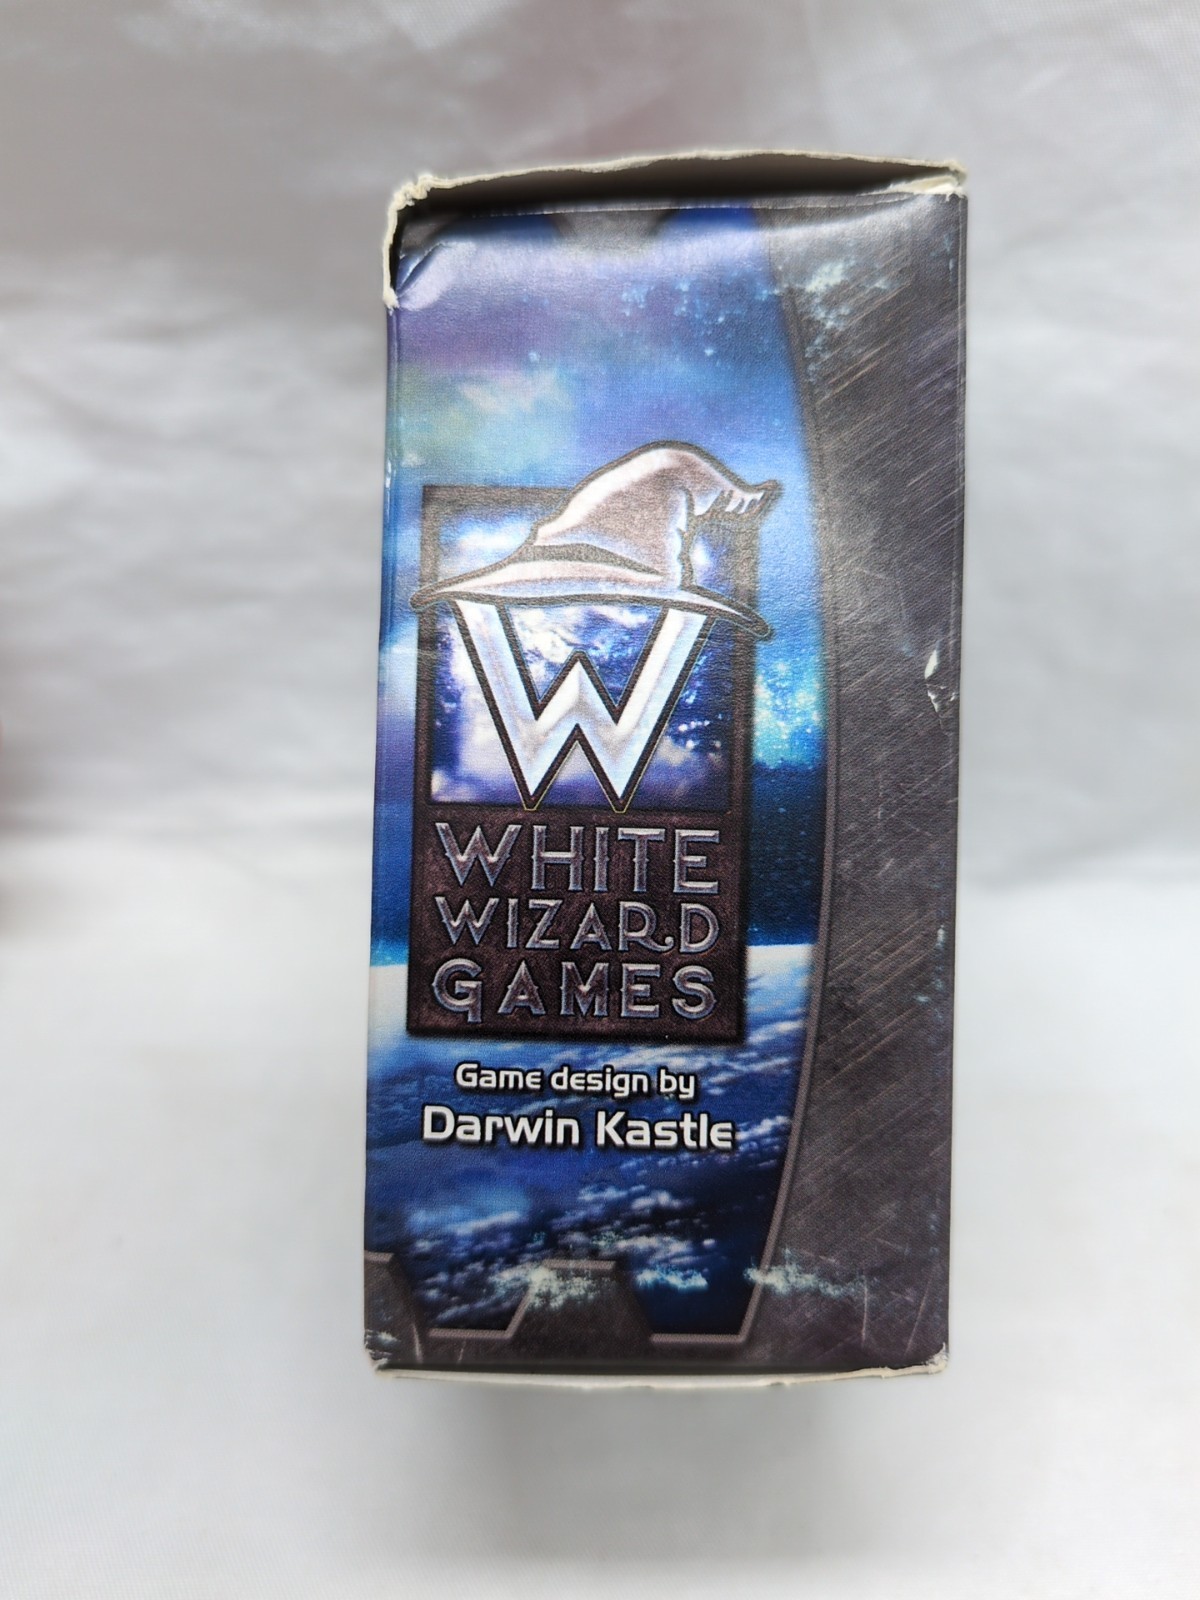 W
WHITE
WIZARD
GAMES
Game design by
Darwin Kastle